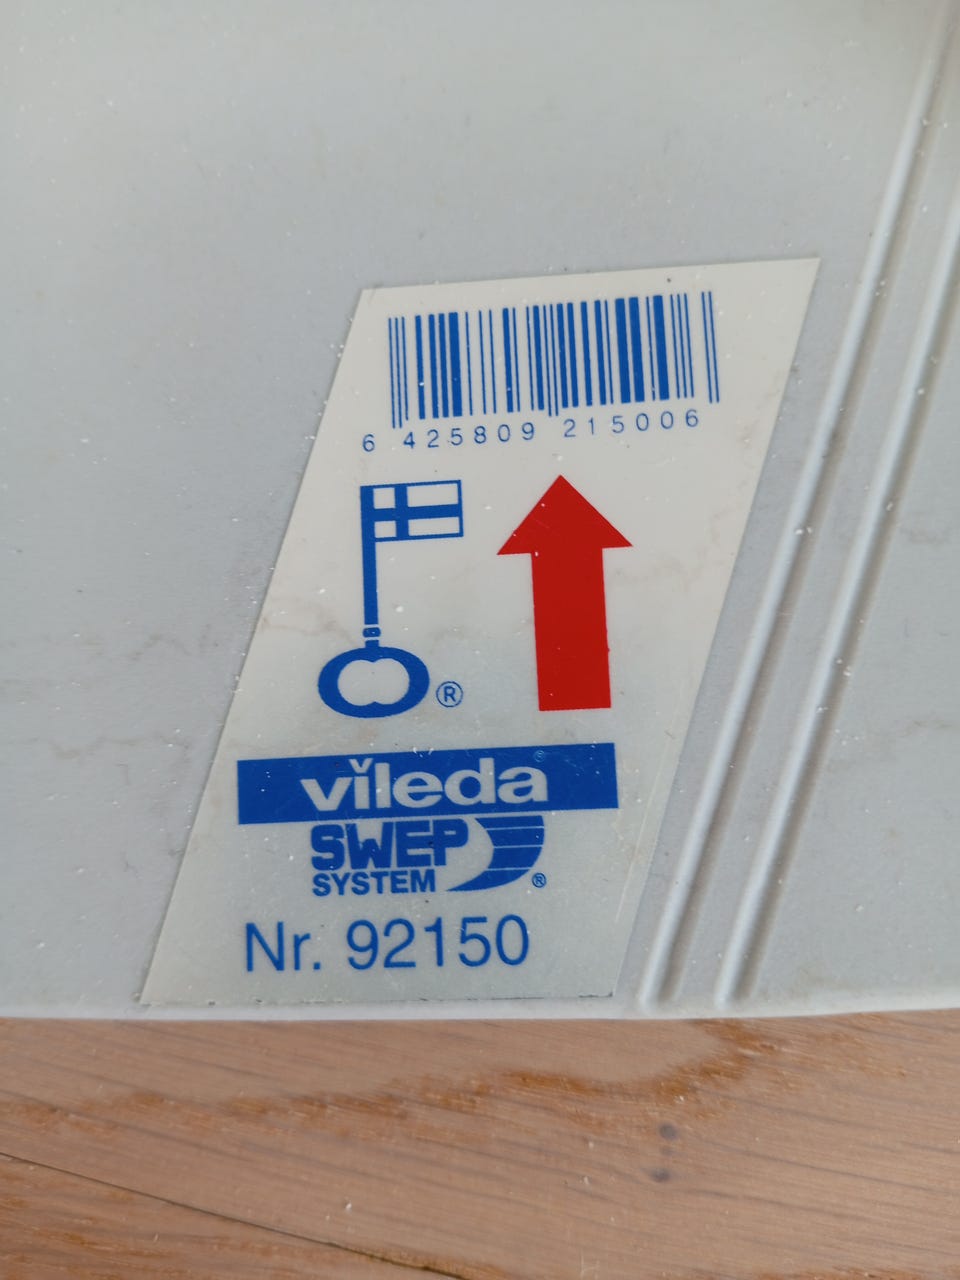 6 425809 215006
®
vileda®
SWEP
SYSTEM ®
Nr. 92150